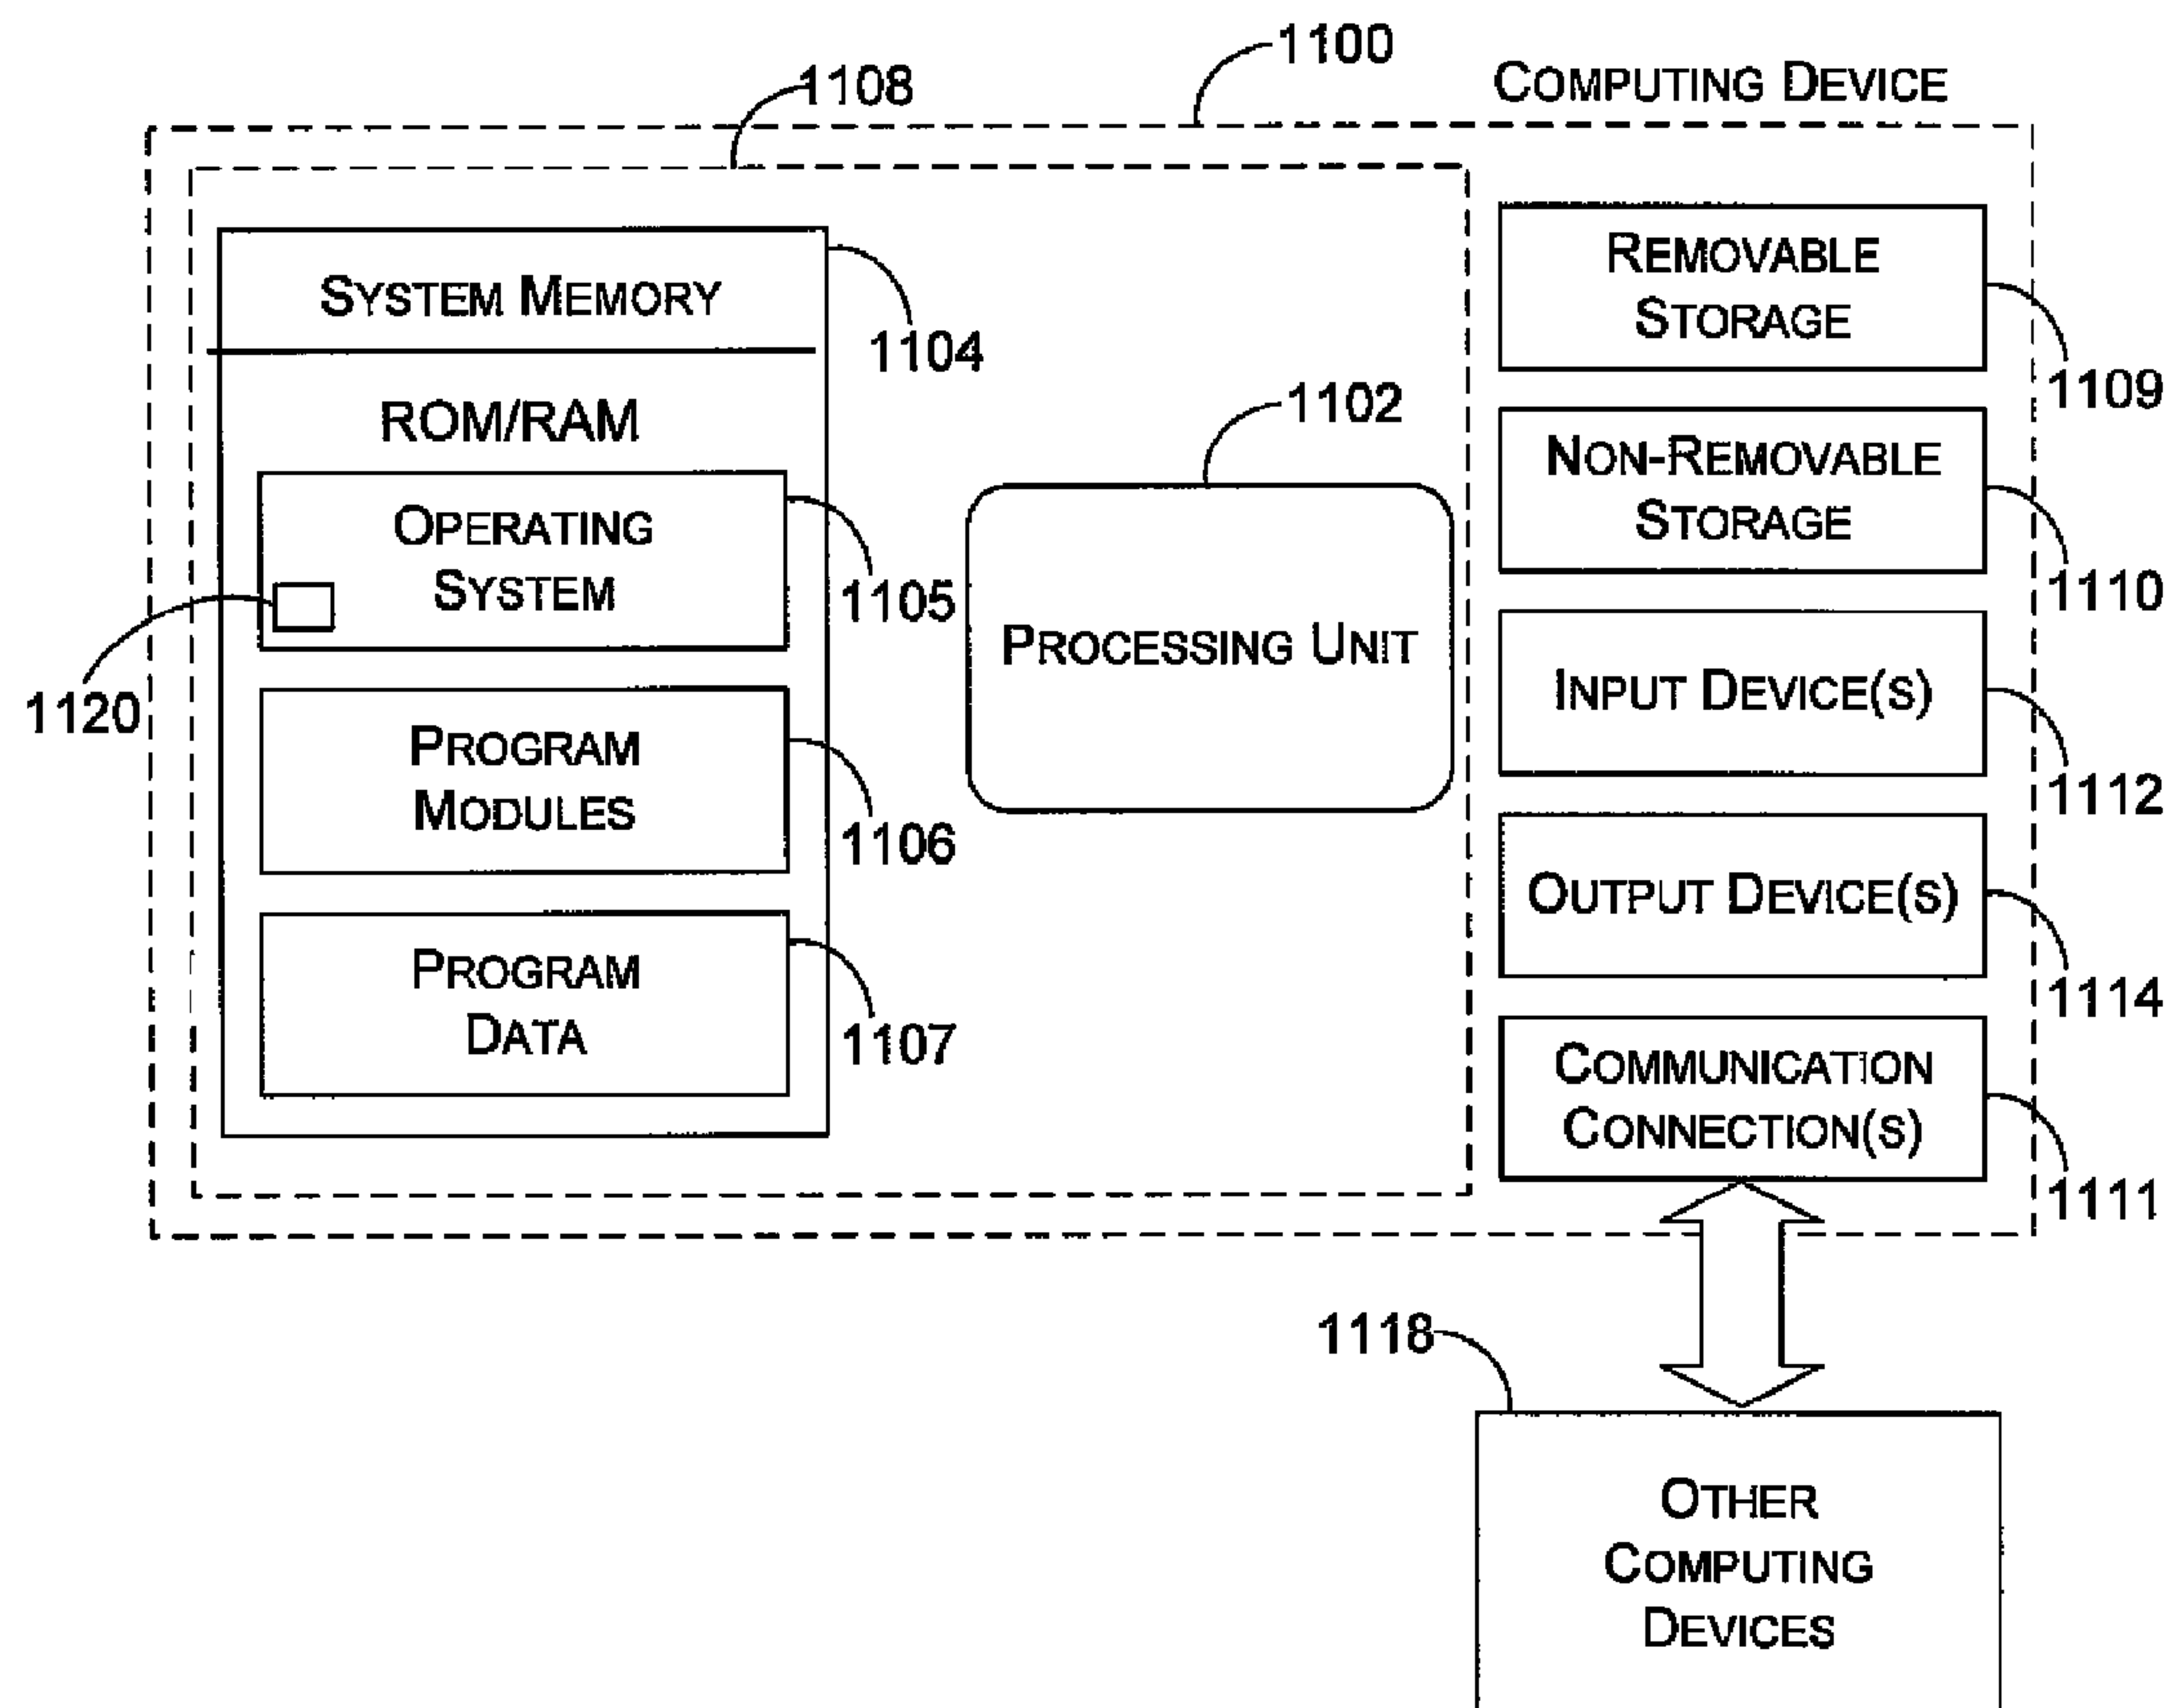 1100
COMPUTING DEVICE
1108
SYSTEM MEMORY
1104
ROM/RAM
OPERATING
SYSTEM
1105
1120
PROGRAM
MODULES
1106
PROGRAM
DATA
1107
1102
PROCESSING UNIT
REMOVABLE
STORAGE
1109
NON-REMOVABLE
STORAGE
1110
INPUT DEVICE(S)
1112
OUTPUT DEVICE(S)
1114
COMMUNICATION
CONNECTION(S)
1111
1118
OTHER
COMPUTING
DEVICES